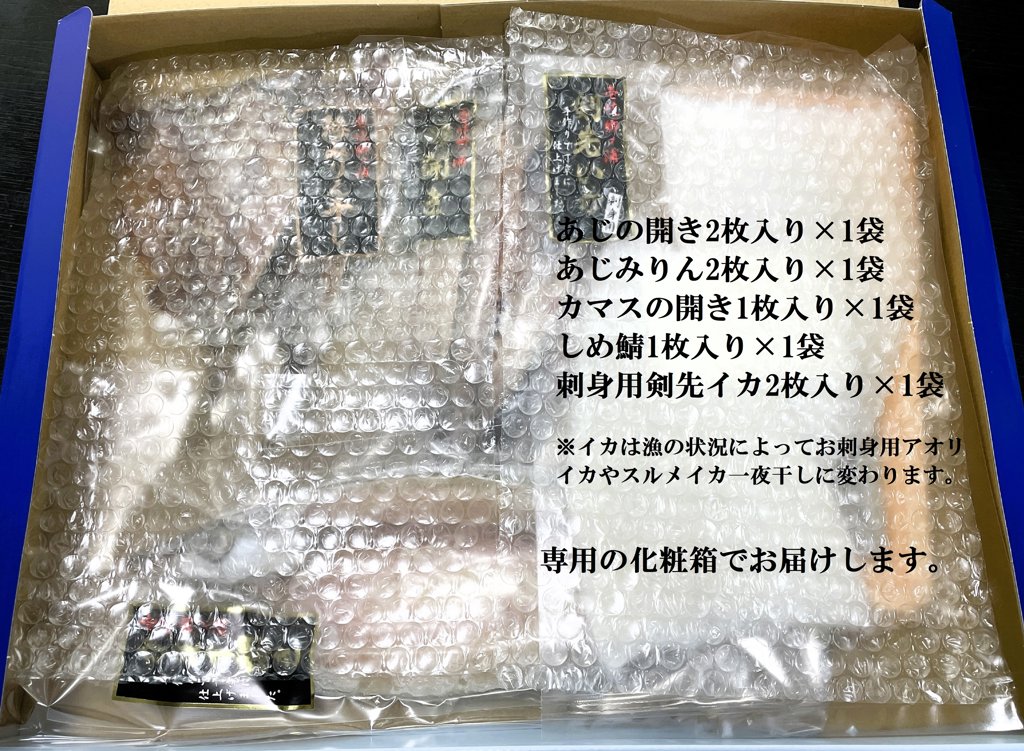 あじの開き2枚入り×1袋
あじみりん2枚入り×1袋
カマスの開き1枚入り×1袋
しめ鯖1枚入り×1袋
刺身用剣先イカ2枚入り×1袋
※イカは漁の状況によってお刺身用アオリ
イカやスルメイカ一夜干しに変わります。
専用の化粧箱でお届けします。